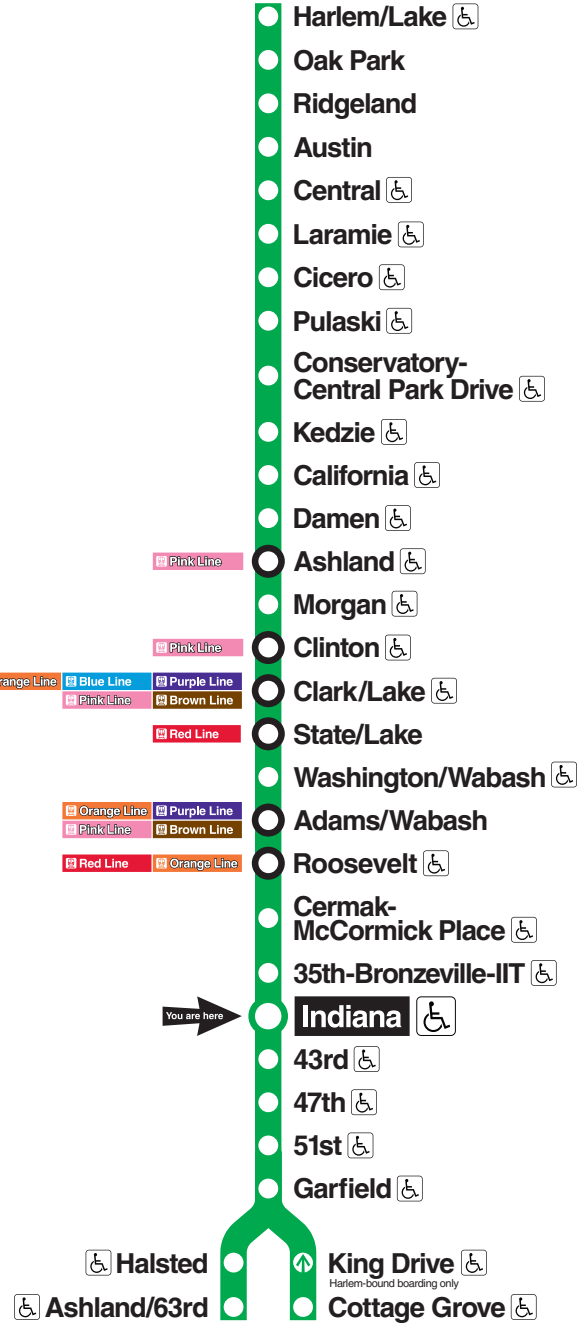 Harlem/Lake
Oak Park
Ridgeland
Austin
Central
Laramie
Cicero
Pulaski
Conservatory-
Central Park Drive
Kedzie
California
Damen
Pink Line
Ashland
Morgan
Pink Line
Clinton
range Line Blue Line Purple Line
Pink Line Brown Line
Clark/Lake
Red Line
State/Lake
Washington/Wabash
Orange Line Purple Line
Pink Line Brown Line
Adams/Wabash
Red Line Orange Line
Roosevelt
Cermak-
McCormick Place
35th-Bronzeville-IIT
You are here
Indiana
43rd
47th
51st
Garfield
Halsted
King Drive
Harlem-bound boarding only
Ashland/63rd
Cottage Grove